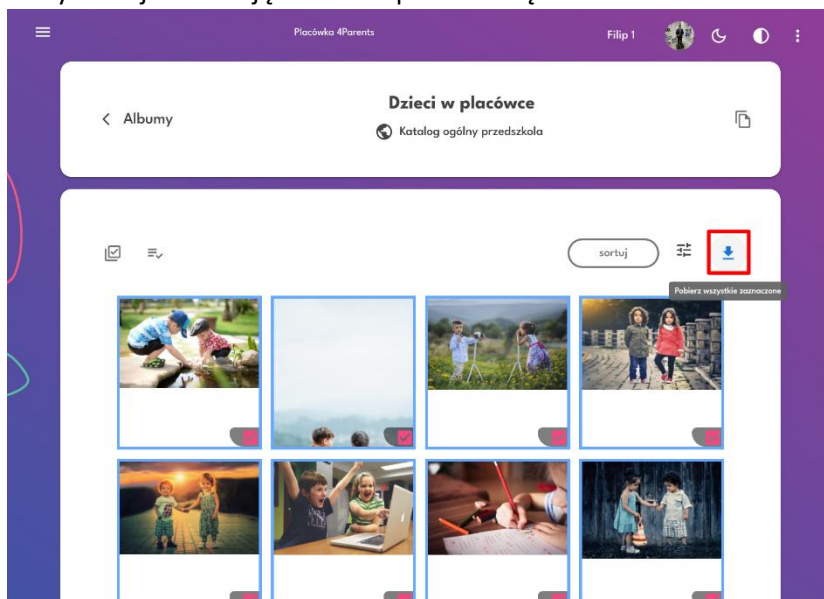 Placówka 4Parents
Filip 1
Albumy
Dzieci w placówce
Katalog ogólny przedszkola
sortuj
Pobierz wszystkie zaznaczone